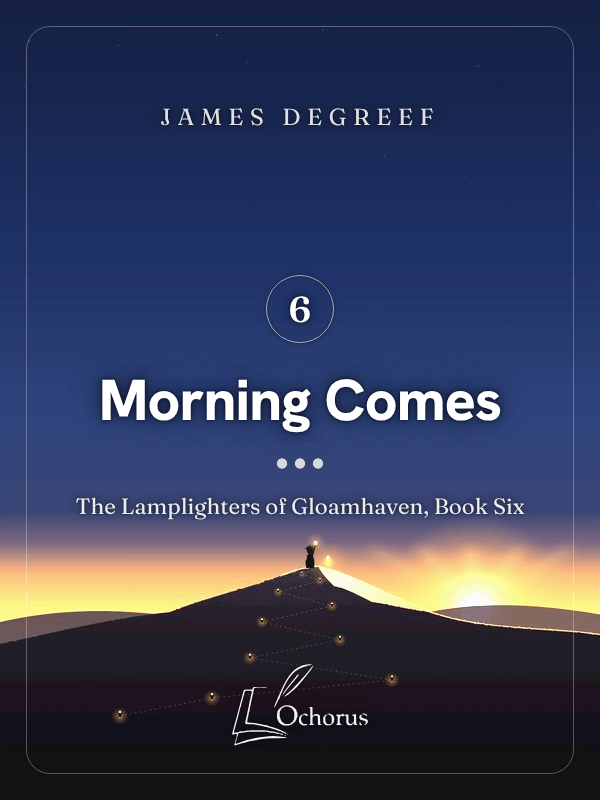 JAMES DEGREEF
6
Morning Comes
The Lamplighters of Gloamhaven, Book Six
Ochorus